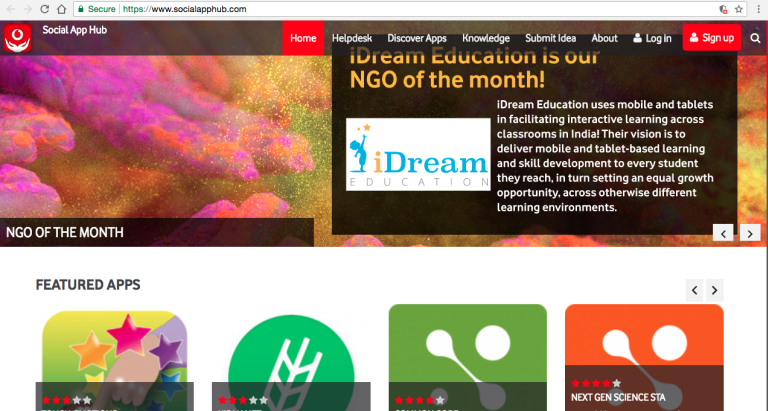 Secure https://www.socialapphub.com
Social App Hub
Home Helpdesk Discover Apps Knowledge Submit Idea About Log in Sign up
iDream Education is our
NGO of the month!
iDream
EDUCATION
iDream Education uses mobile and tablets
in facilitating interactive learning across
classrooms in India! Their vision is to
deliver mobile and tablet-based learning
and skill development to every student
they reach, in turn setting an equal growth
opportunity, across otherwise different
learning environments.
NGO OF THE MONTH
FEATURED APPS
NEXT GEN SCIENCE STA